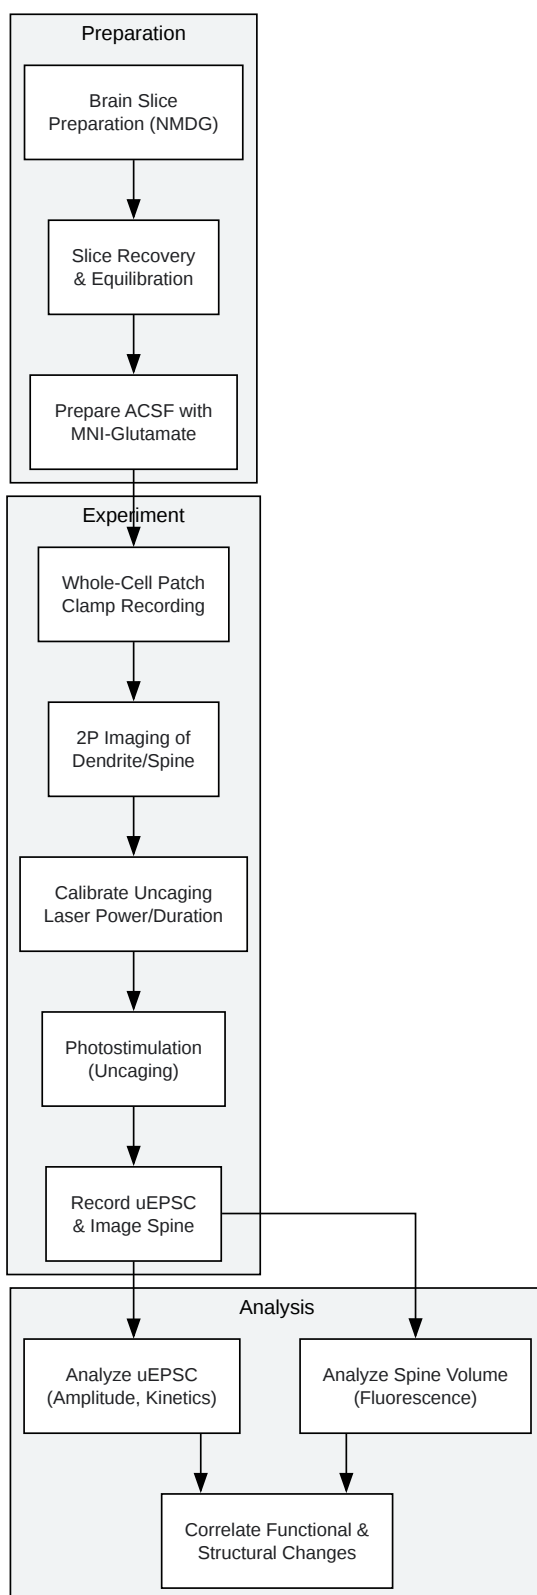 Preparation
Brain Slice
Preparation (NMDG)
Slice Recovery
& Equilibration
Prepare ACSF with
MNI-Glutamate
Experiment
Whole-Cell Patch
Clamp Recording
2P Imaging of
Dendrite/Spine
Calibrate Uncaging
Laser Power/Duration
Photostimulation
(Uncaging)
Record uEPSC
& Image Spine
Analysis
Analyze uEPSC
(Amplitude, Kinetics)
Analyze Spine Volume
(Fluorescence)
Correlate Functional &
Structural Changes